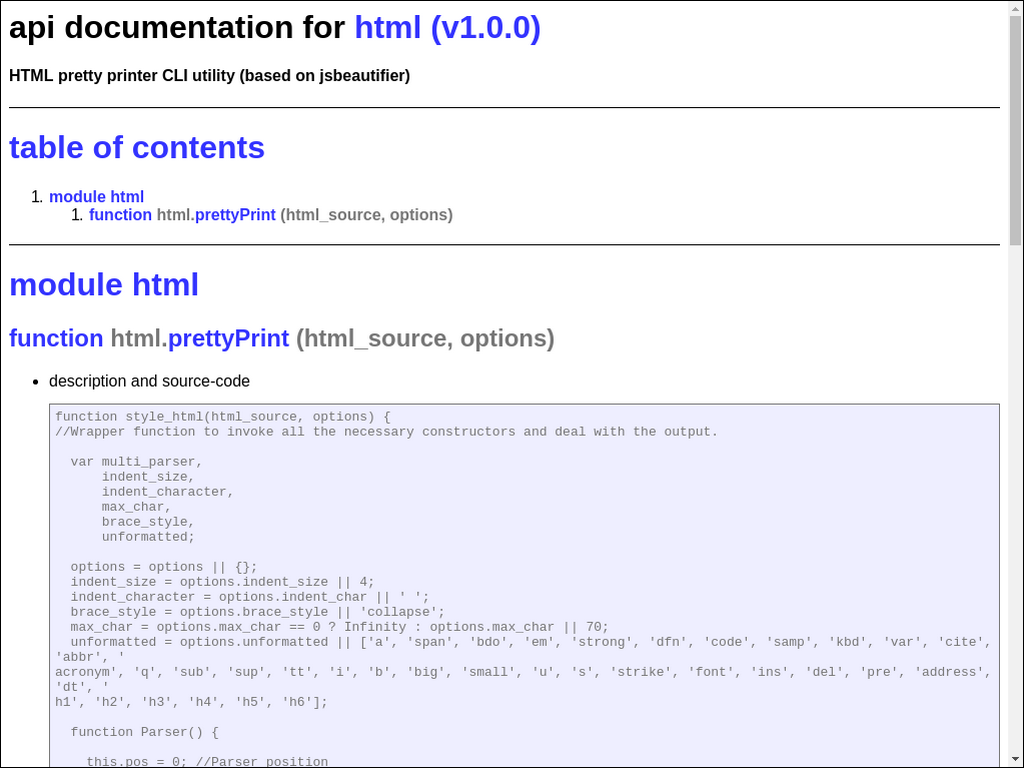 api documentation for html (v1.0.0)
HTML pretty printer CLI utility (based on jsbeautifier)
table of contents
1. module html
1. function html.prettyPrint (html_source, options)
module html
function html.prettyPrint (html_source, options)
• description and source-code
function style_html(html_source, options) {
//Wrapper function to invoke all the necessary constructors and deal with the output.
  var multi_parser,
      indent_size,
      indent_character,
      max_char,
      brace_style,
      unformatted;
  options = options || {};
  indent_size = options.indent_size || 4;
  indent_character = options.indent_char || ' ';
  brace_style = options.brace_style || 'collapse';
  max_char = options.max_char == 0 ? Infinity : options.max_char || 70;
  unformatted = options.unformatted || ['a', 'span', 'bdo', 'em', 'strong', 'dfn', 'code', 'samp', 'kbd', 'var', 'cite',
'abbr', '
acronym', 'q', 'sub', 'sup', 'tt', 'i', 'b', 'big', 'small', 'u', 's', 'strike', 'font', 'ins', 'del', 'pre', 'address',
'dt', '
h1', 'h2', 'h3', 'h4', 'h5', 'h6'];
  function Parser() {
    this.pos = 0; //Parser position